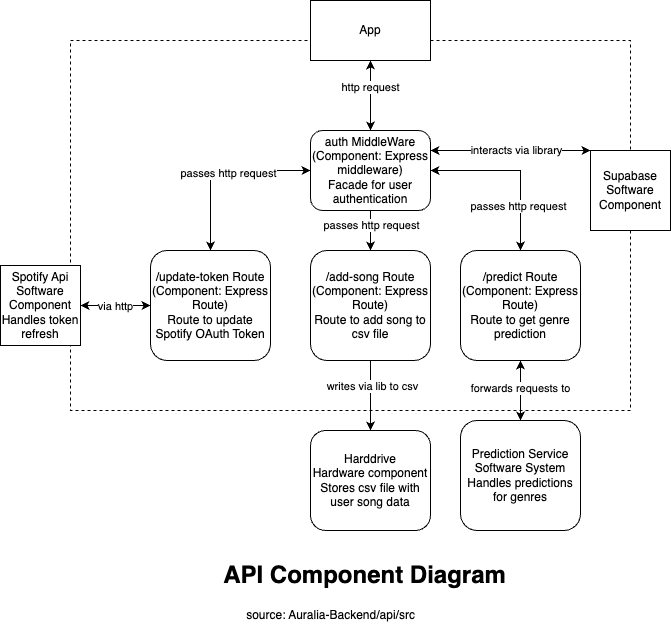 App
http request
auth MiddleWare
(Component: Express
middleware)
Facade for user
authentication
interacts via library
Supabase
Software
Component
passes http request
passes http request
passes http request
Spotify Api
Software
Component
Handles token
refresh
via http
/update-token Route
(Component: Express
Route)
Route to update
Spotify OAuth Token
/add-song Route
(Component: Express
Route)
Route to add song to
csv file
/predict Route
(Component: Express
Route)
Route to get genre
prediction
writes via lib to csv
forwards requests to
Harddrive
Hardware component
Stores csv file with
user song data
Prediction Service
Software System
Handles predictions
for genres
API Component Diagram
source: Auralia-Backend/api/src